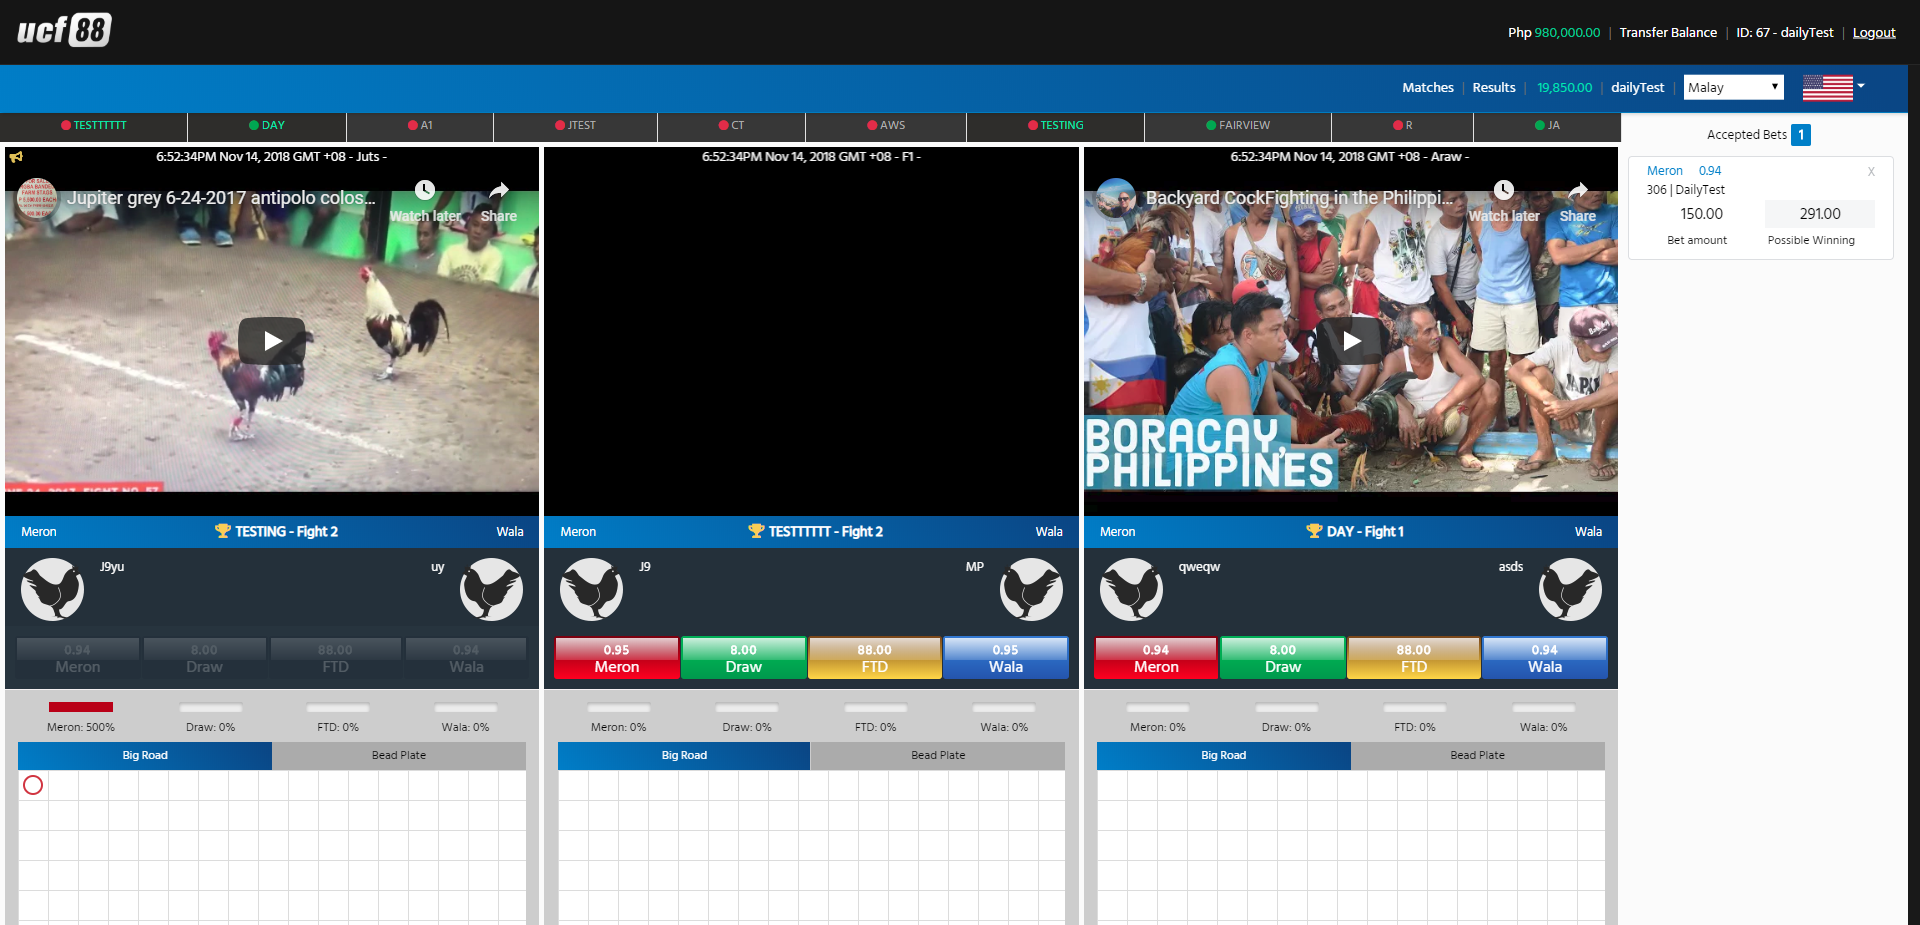 ucf 88
Php 980,000.00 | Transfer Balance | ID: 67 - dailyTest | Logout
Matches | Results | 19,850.00 | dailyTest | Malay
TESTTTTTT DAY A1 JTEST CT AWS TESTING FAIRVIEW R JA
Accepted Bets 1
Meron 0.94 X
306 | DailyTest
150.00 291.00
Bet amount Possible Winning
6:52:34PM Nov 14, 2018 GMT +08 - Juts -
Jupiter grey 6-24-2017 antipolo colos...
Watch later Share
Meron TESTING - Fight 2 Wala
J9yu uy
0.94 8.00 88.00 0.94
Meron Draw FTD Wala
Meron: 500% Draw: 0% FTD: 0% Wala: 0%
Big Road Bead Plate
6:52:34PM Nov 14, 2018 GMT +08 - F1 -
Meron TESTTTTTT - Fight 2 Wala
J9 MP
0.95 8.00 88.00 0.95
Meron Draw FTD Wala
Meron: 0% Draw: 0% FTD: 0% Wala: 0%
Big Road Bead Plate
6:52:34PM Nov 14, 2018 GMT +08 - Araw -
Backyard CockFighting in the Philippi...
Watch later Share
BORACAY,
PHILIPPINES
Meron DAY - Fight 1 Wala
qweqw asds
0.94 8.00 88.00 0.94
Meron Draw FTD Wala
Meron: 0% Draw: 0% FTD: 0% Wala: 0%
Big Road Bead Plate